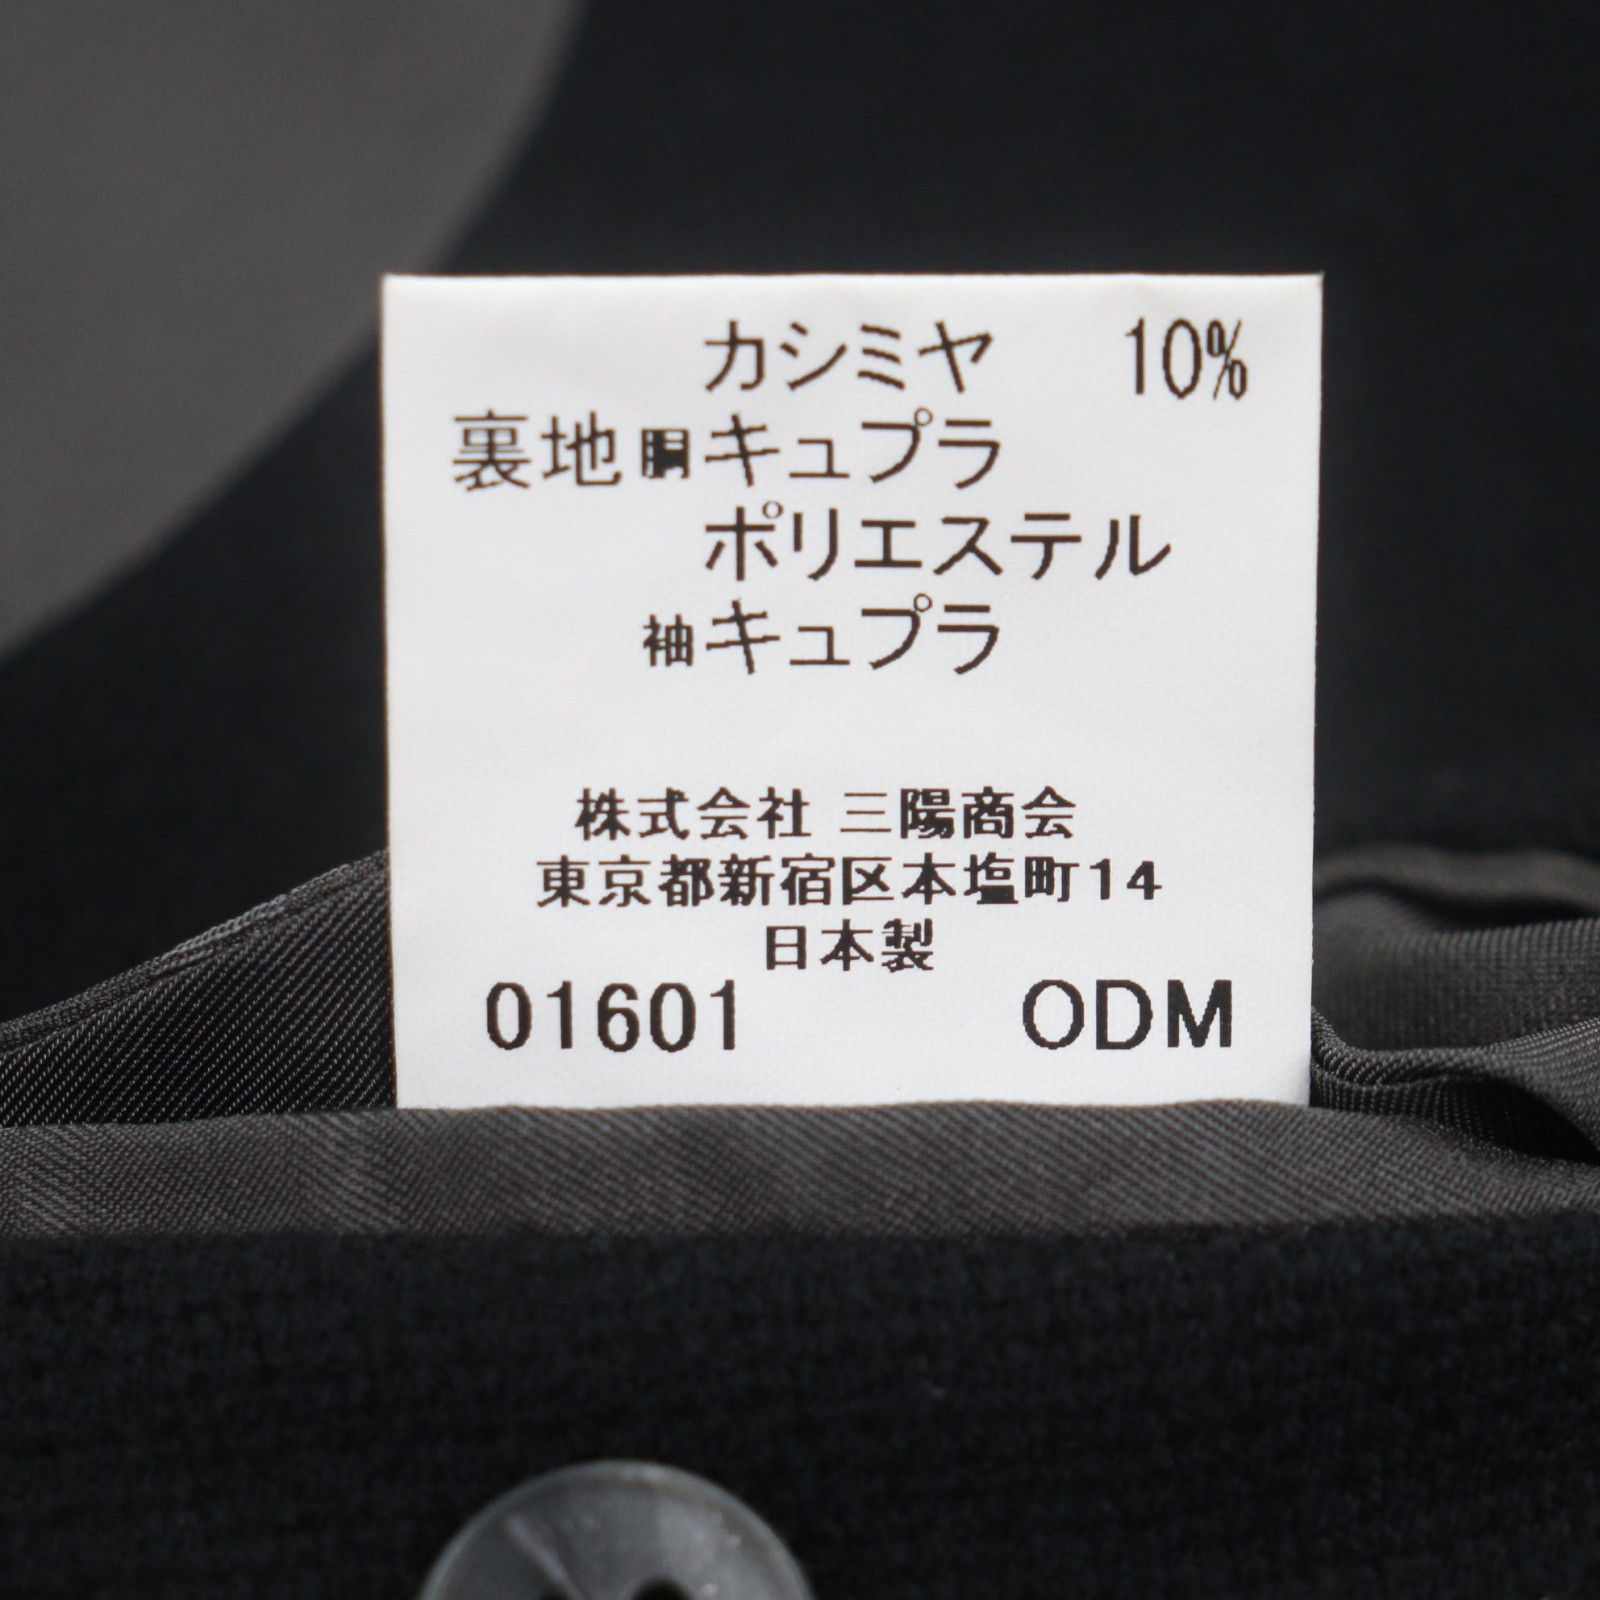 カシミヤ 10%
裏地 胴 キュプラ
ポリエステル
袖 キュプラ
株式会社 三陽商会
東京都新宿区本塩町14
日本製
01601 ODM